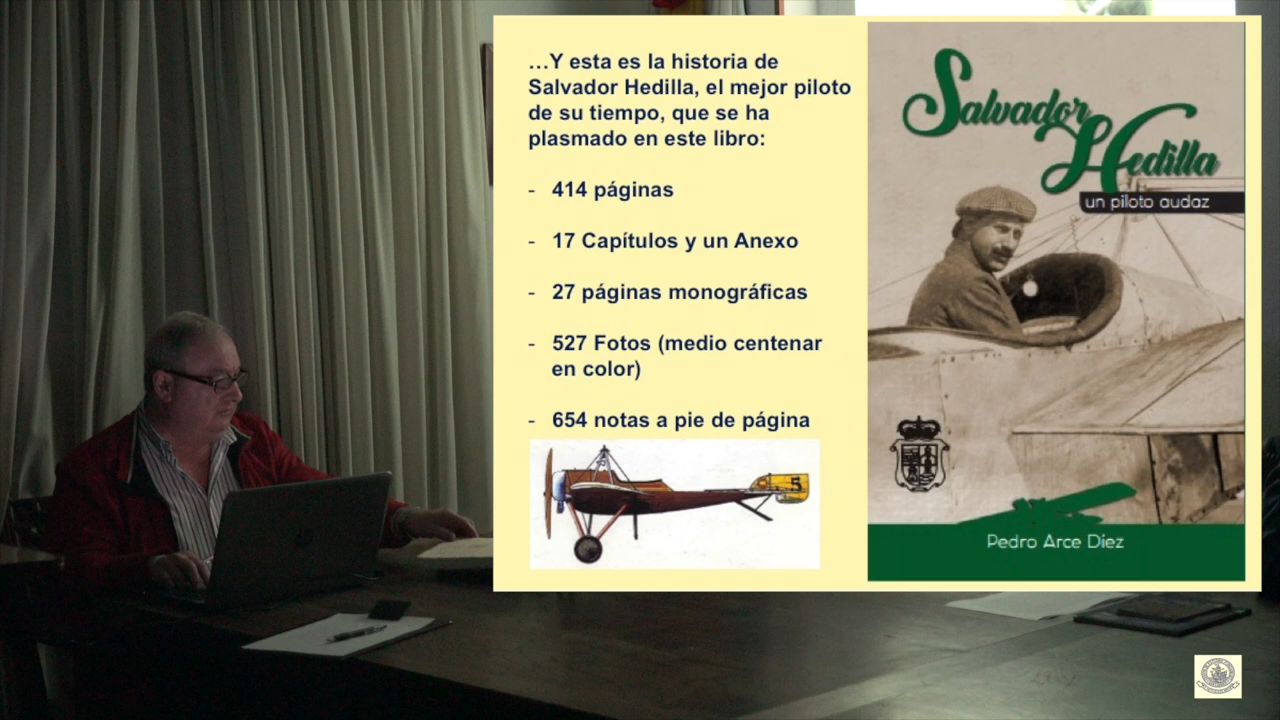 ...Y esta es la historia de
Salvador Hedilla, el mejor piloto
de su tiempo, que se ha
plasmado en este libro:
- 414 páginas
- 17 Capítulos y un Anexo
- 27 páginas monográficas
- 527 Fotos (medio centenar
en color)
- 654 notas a pie de página
5
Salvador
Hedilla
un piloto audaz
Pedro Arce Díez